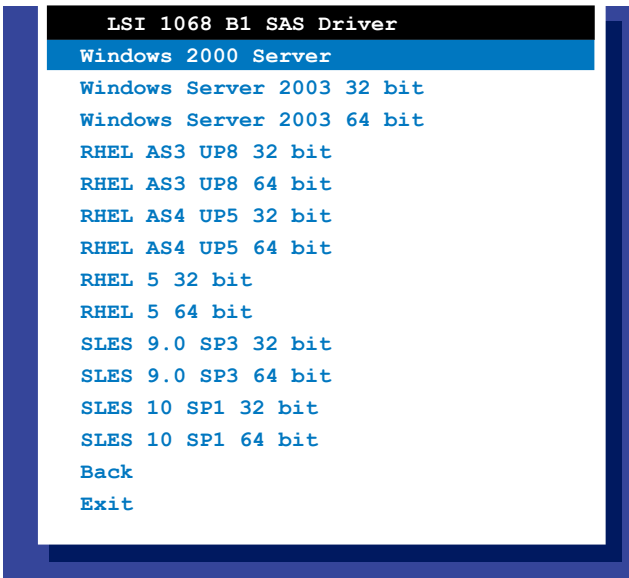 LSI 1068 B1 SAS Driver
Windows 2000 Server
Windows Server 2003 32 bit
Windows Server 2003 64 bit
RHEL AS3 UP8 32 bit
RHEL AS3 UP8 64 bit
RHEL AS4 UP5 32 bit
RHEL AS4 UP5 64 bit
RHEL 5 32 bit
RHEL 5 64 bit
SLES 9.0 SP3 32 bit
SLES 9.0 SP3 64 bit
SLES 10 SP1 32 bit
SLES 10 SP1 64 bit
Back
Exit